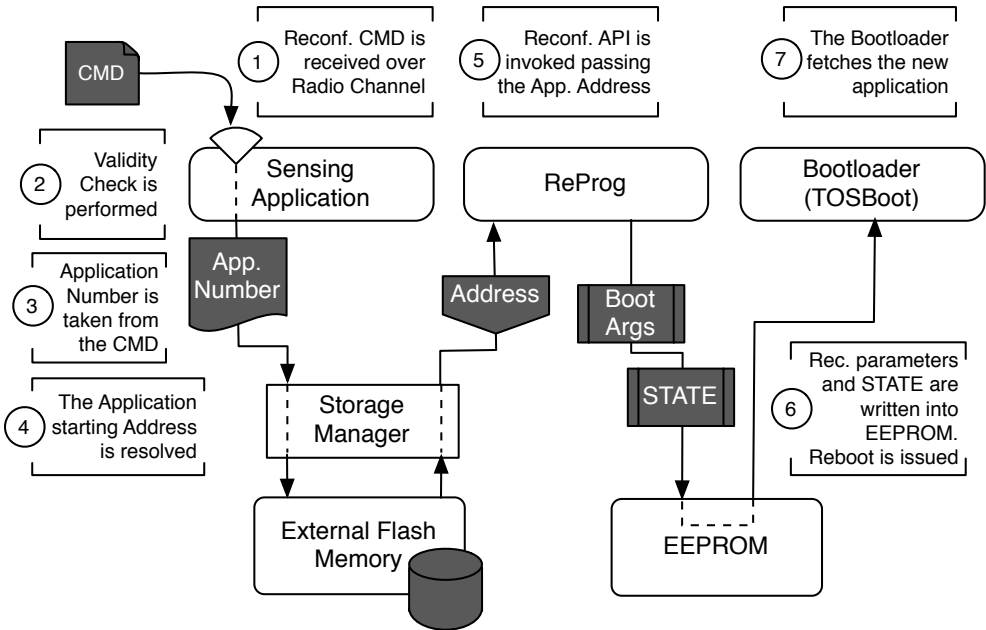 CMD
1
Reconf. CMD is
received over
Radio Channel
5
Reconf. API is
invoked passing
the App. Address
7
The Bootloader
fetches the new
application
2
Validity
Check is
performed
Sensing
Application
ReProg
Bootloader
(TOSBoot)
3
Application
Number is
taken from
the CMD
App.
Number
Address
Boot
Args
STATE
4
The Application
starting Address
is resolved
Storage
Manager
6
Rec. parameters
and STATE are
written into
EEPROM.
Reboot is issued
External Flash
Memory
EEPROM